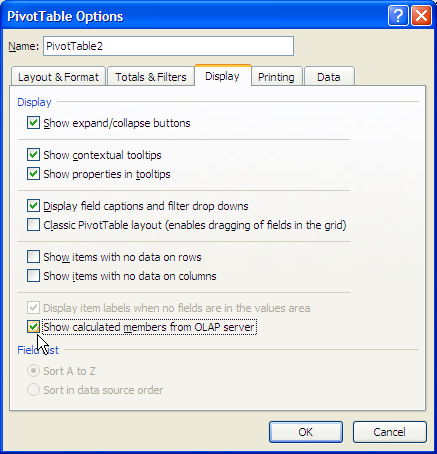 PivotTable Options
Name: PivotTable2
Layout & Format Totals & Filters Display Printing Data
Display
Show expand/collapse buttons
Show contextual tooltips
Show properties in tooltips
Display field captions and filter drop downs
Classic PivotTable layout (enables dragging of fields in the grid)
Show items with no data on rows
Show items with no data on columns
Display item labels when no fields are in the values area
Show calculated members from OLAP server
Field list
Sort A to Z
Sort in data source order
OK Cancel